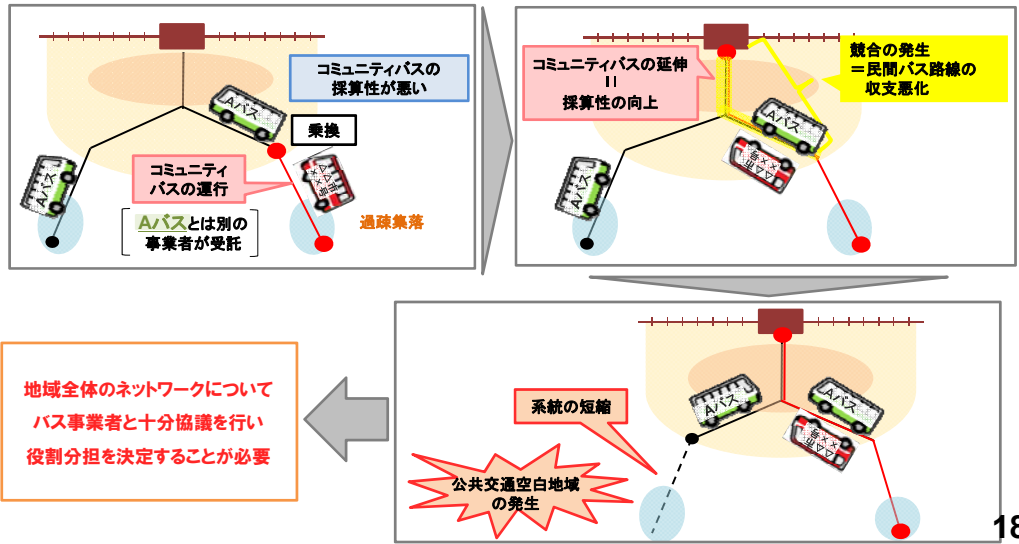 コミュニティバスの
採算性が悪い
Aバス
乗換
Aバス
コミュニティ
バスの運行
△△市
××号
Aバスとは別の
事業者が受託
過疎集落
コミュニティバスの延伸
＝
採算性の向上
競合の発生
＝民間バス路線の
収支悪化
Aバス
△△市
××号
Aバス
地域全体のネットワークについて
バス事業者と十分協議を行い
役割分担を決定することが必要
系統の短縮
Aバス
Aバス
△△市
××号
公共交通空白地域
の発生
18